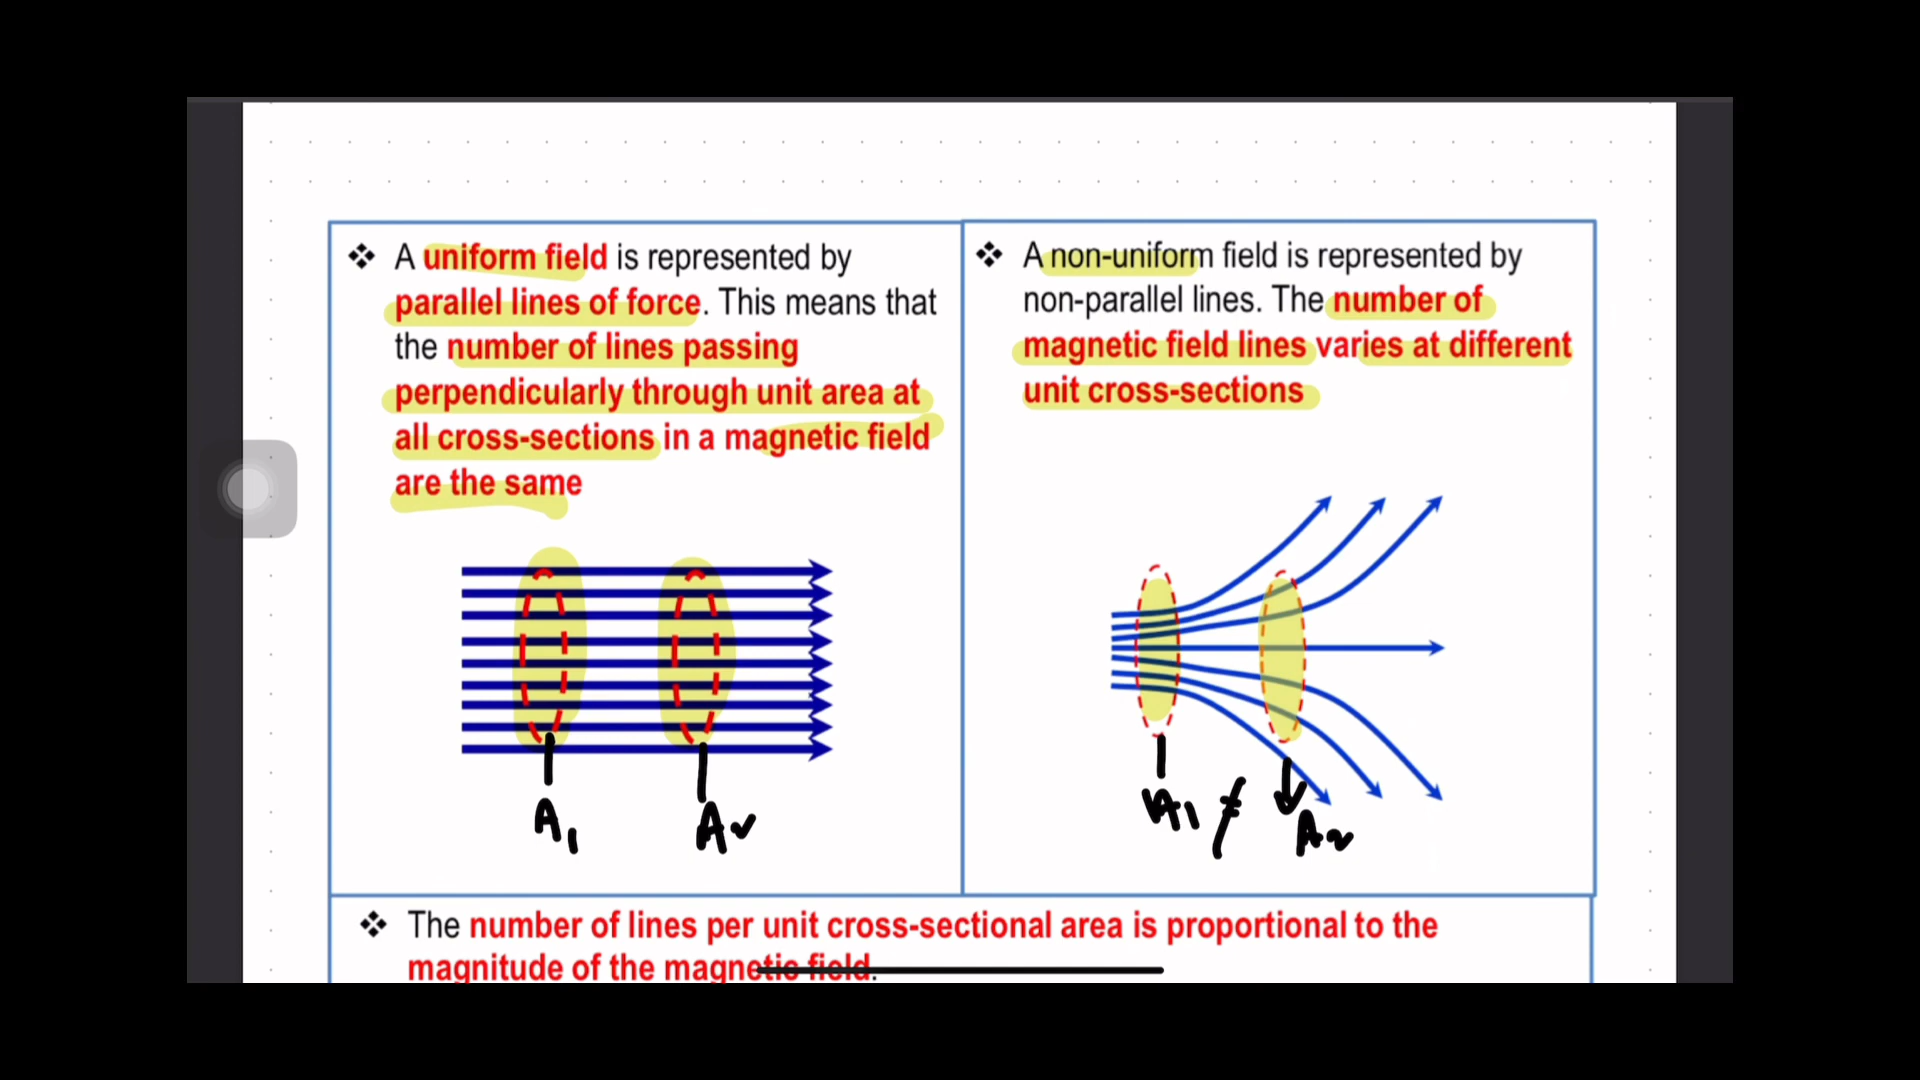 ❖ A uniform field is represented by
parallel lines of force. This means that
the number of lines passing
perpendicularly through unit area at
all cross-sections in a magnetic field
are the same
A₁
A₂
❖ A non-uniform field is represented by
non-parallel lines. The number of
magnetic field lines varies at different
unit cross-sections
A₁ ≠ A₂
❖ The number of lines per unit cross-sectional area is proportional to the
magnitude of the magnetic field.